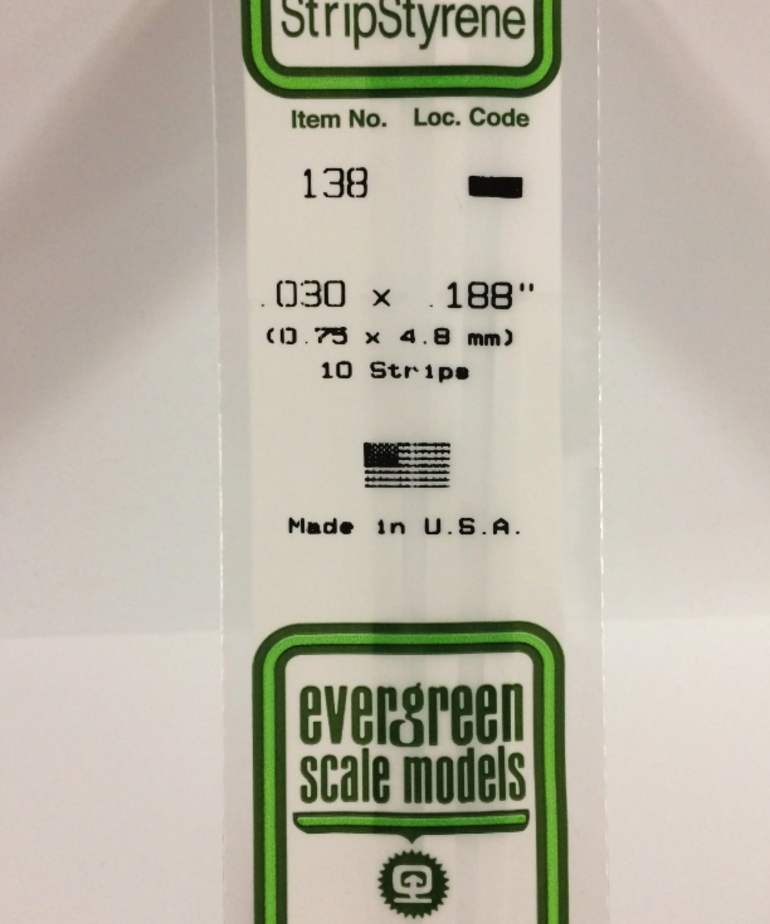 StripStyrene
Item No. Loc. Code
138
.030 x .188"
(0.75 x 4.8 mm)
10 Strips
Made in U.S.A.
evergreen
scale models